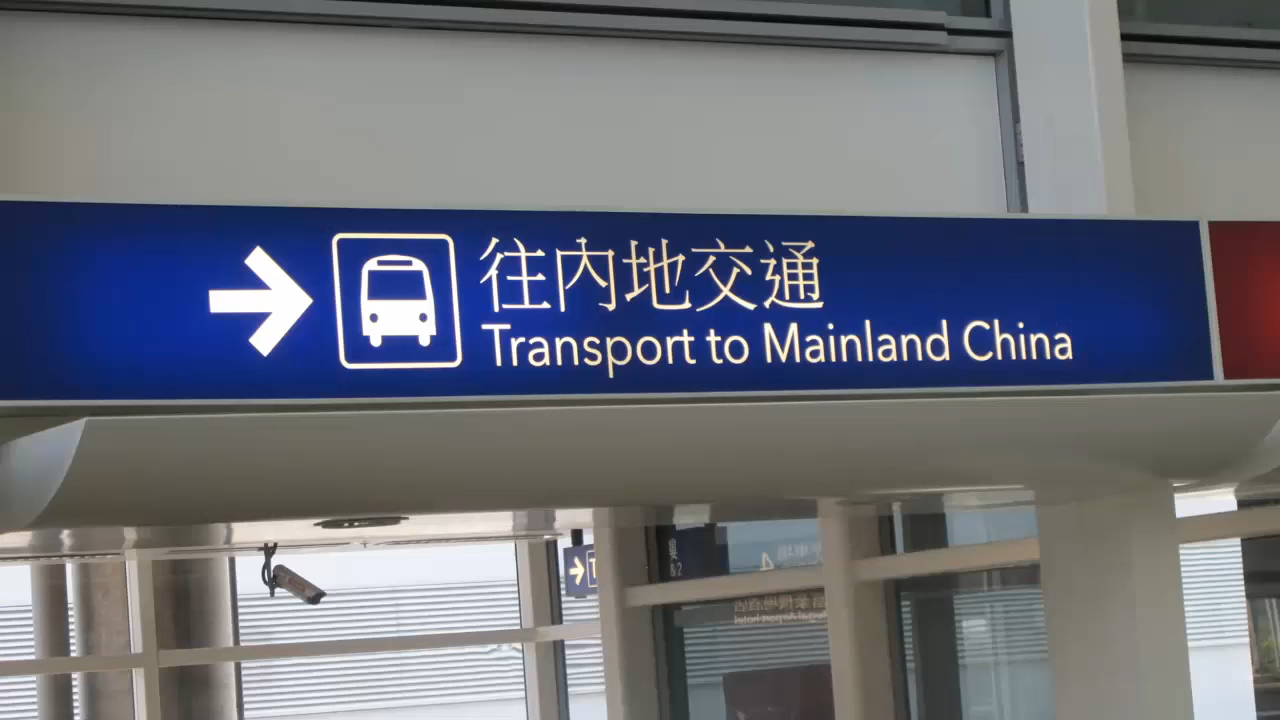 往內地交通
Transport to Mainland China